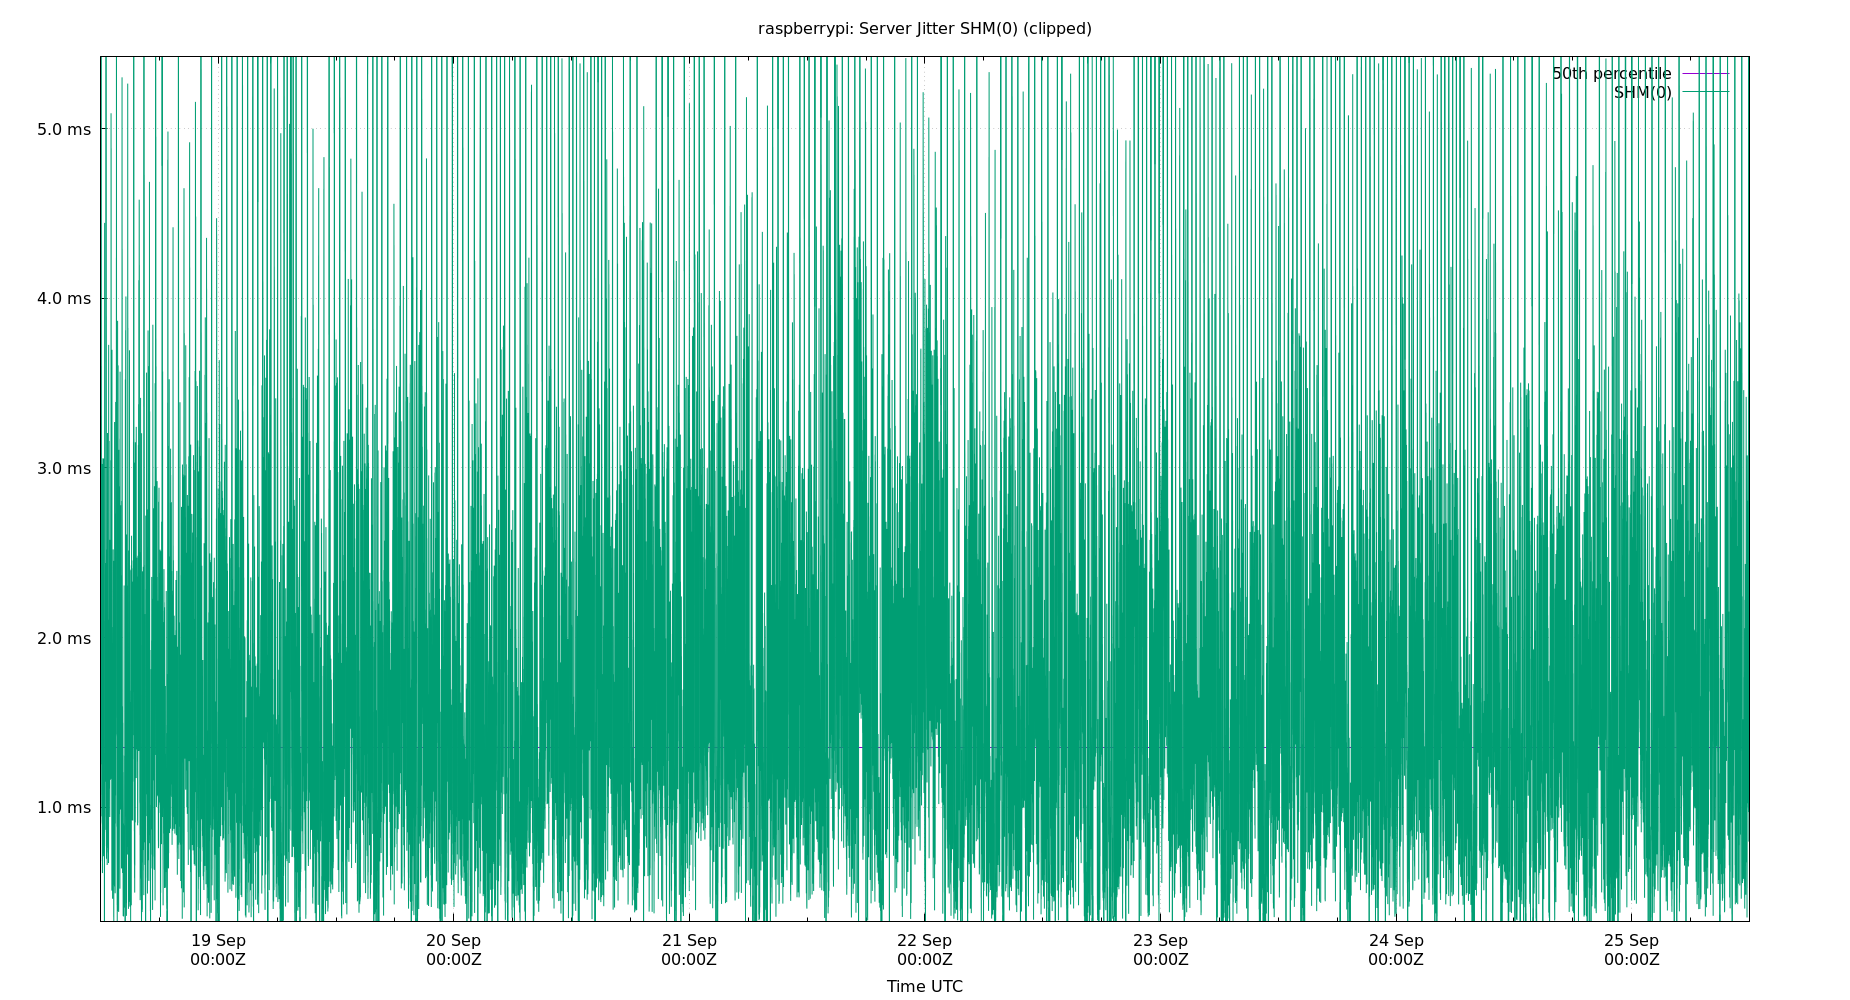 raspberrypi: Server Jitter SHM(0) (clipped)
50th percentile
SHM(0)
5.0 ms
4.0 ms
3.0 ms
2.0 ms
1.0 ms
19 Sep 20 Sep 21 Sep 22 Sep 23 Sep 24 Sep 25 Sep
00:00Z 00:00Z 00:00Z 00:00Z 00:00Z 00:00Z 00:00Z
Time UTC